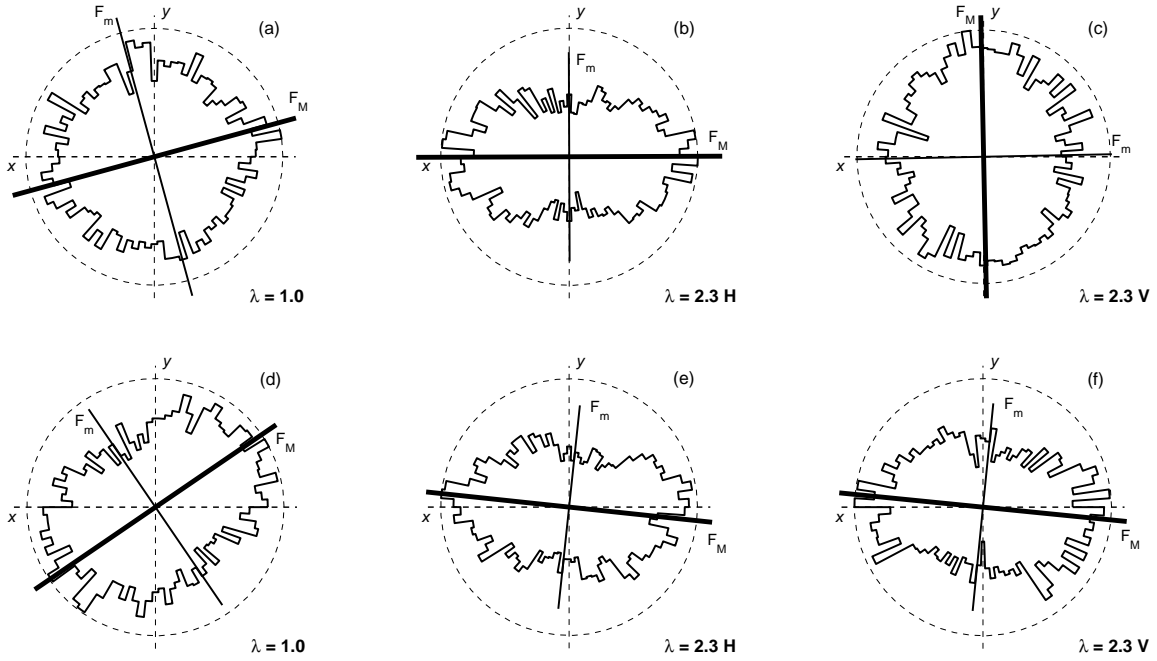 F_m y (a)
F_M
x
λ = 1.0
y (b)
F_m
F_M
x
λ = 2.3 H
F_M y (c)
F_m
x
λ = 2.3 V
y (d)
F_m
F_M
x
λ = 1.0
y (e)
F_m
x
F_M
λ = 2.3 H
y (f)
F_m
x
F_M
λ = 2.3 V